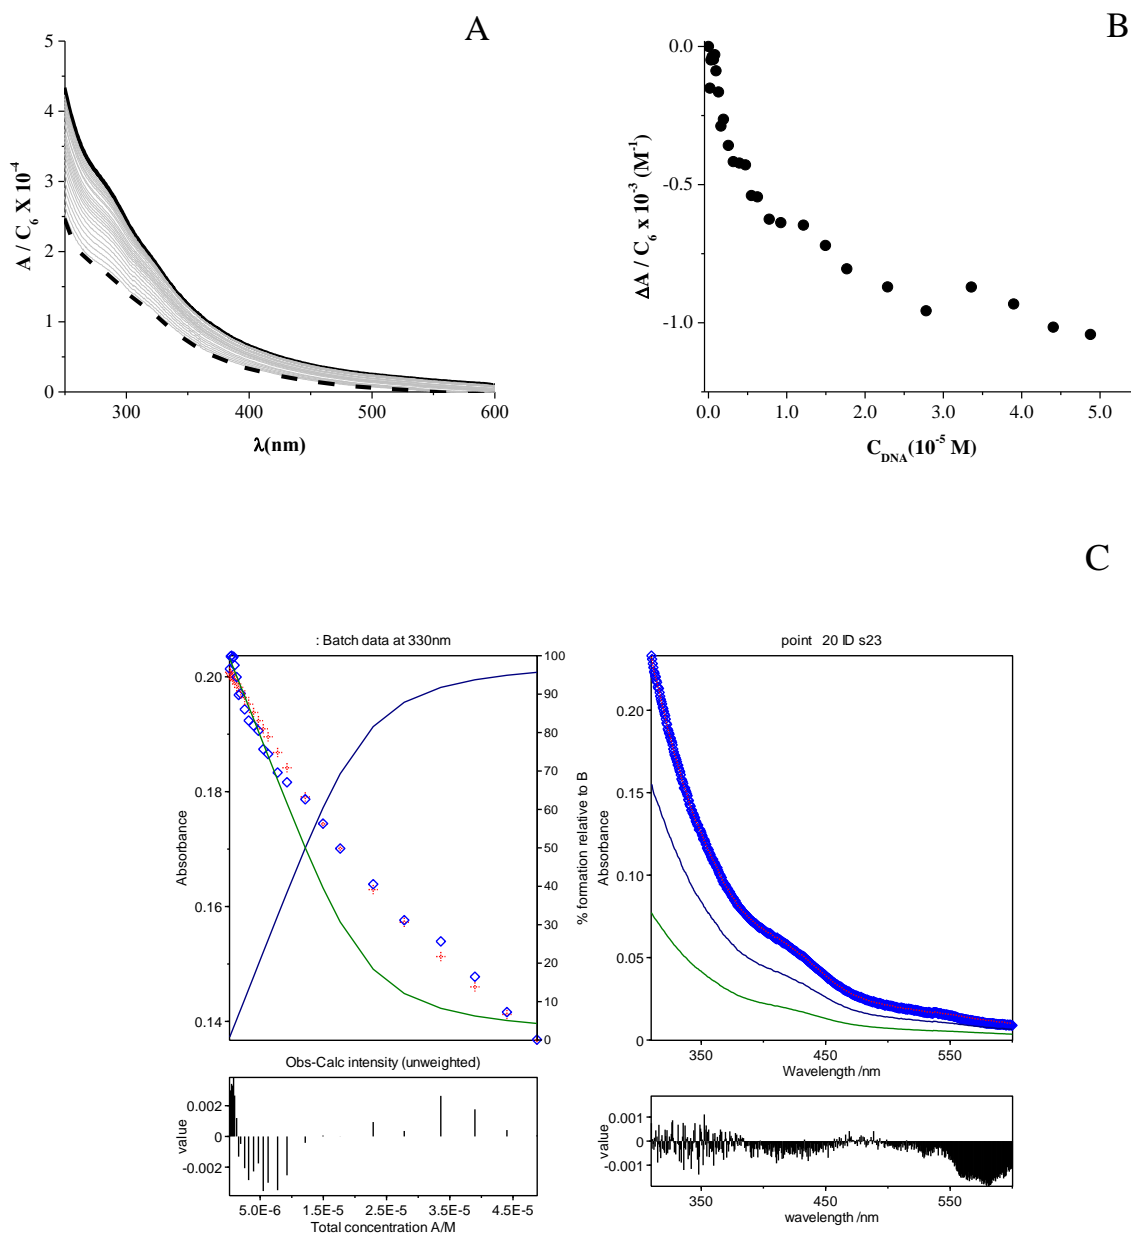 A
5
4
3
2
1
0
A / C6 X 10-4
300 400 500 600
λ(nm)
B
0.0
-0.5
-1.0
ΔA / C6 x 10-3 (M-1)
0.0 1.0 2.0 3.0 4.0 5.0
CDNA(10-5 M)
C
: Batch data at 330nm
0.20
0.18
0.16
0.14
Absorbance
100
90
80
70
60
50
40
30
20
10
0
% formation relative to B
Obs-Calc intensity (unweighted)
0.002
0
-0.002
value
5.0E-6 1.5E-5 2.5E-5 3.5E-5 4.5E-5
Total concentration A/M
point 20 ID s23
0.20
0.15
0.10
0.05
0
Absorbance
350 450 550
Wavelength /nm
0.001
0
-0.001
value
350 450 550
wavelength /nm